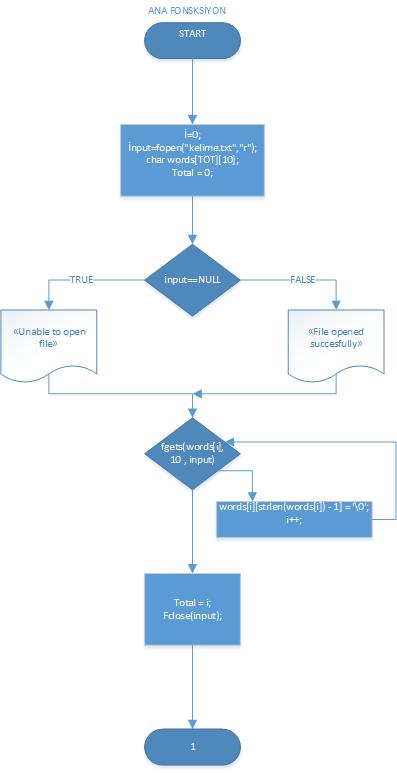 ANA FONSKSİYON
START
İ=0;
İnput=fopen("kelime.txt","r");
char words[TOT][10];
Total = 0;
İnput==NULL
TRUE
FALSE
«Unable to open
file»
«File opened
succesfully»
fgets(words[i],
10 , input)
words[i][strlen(words[i]) - 1] = '\0';
i++;
Total = i;
Fclose(input);
1